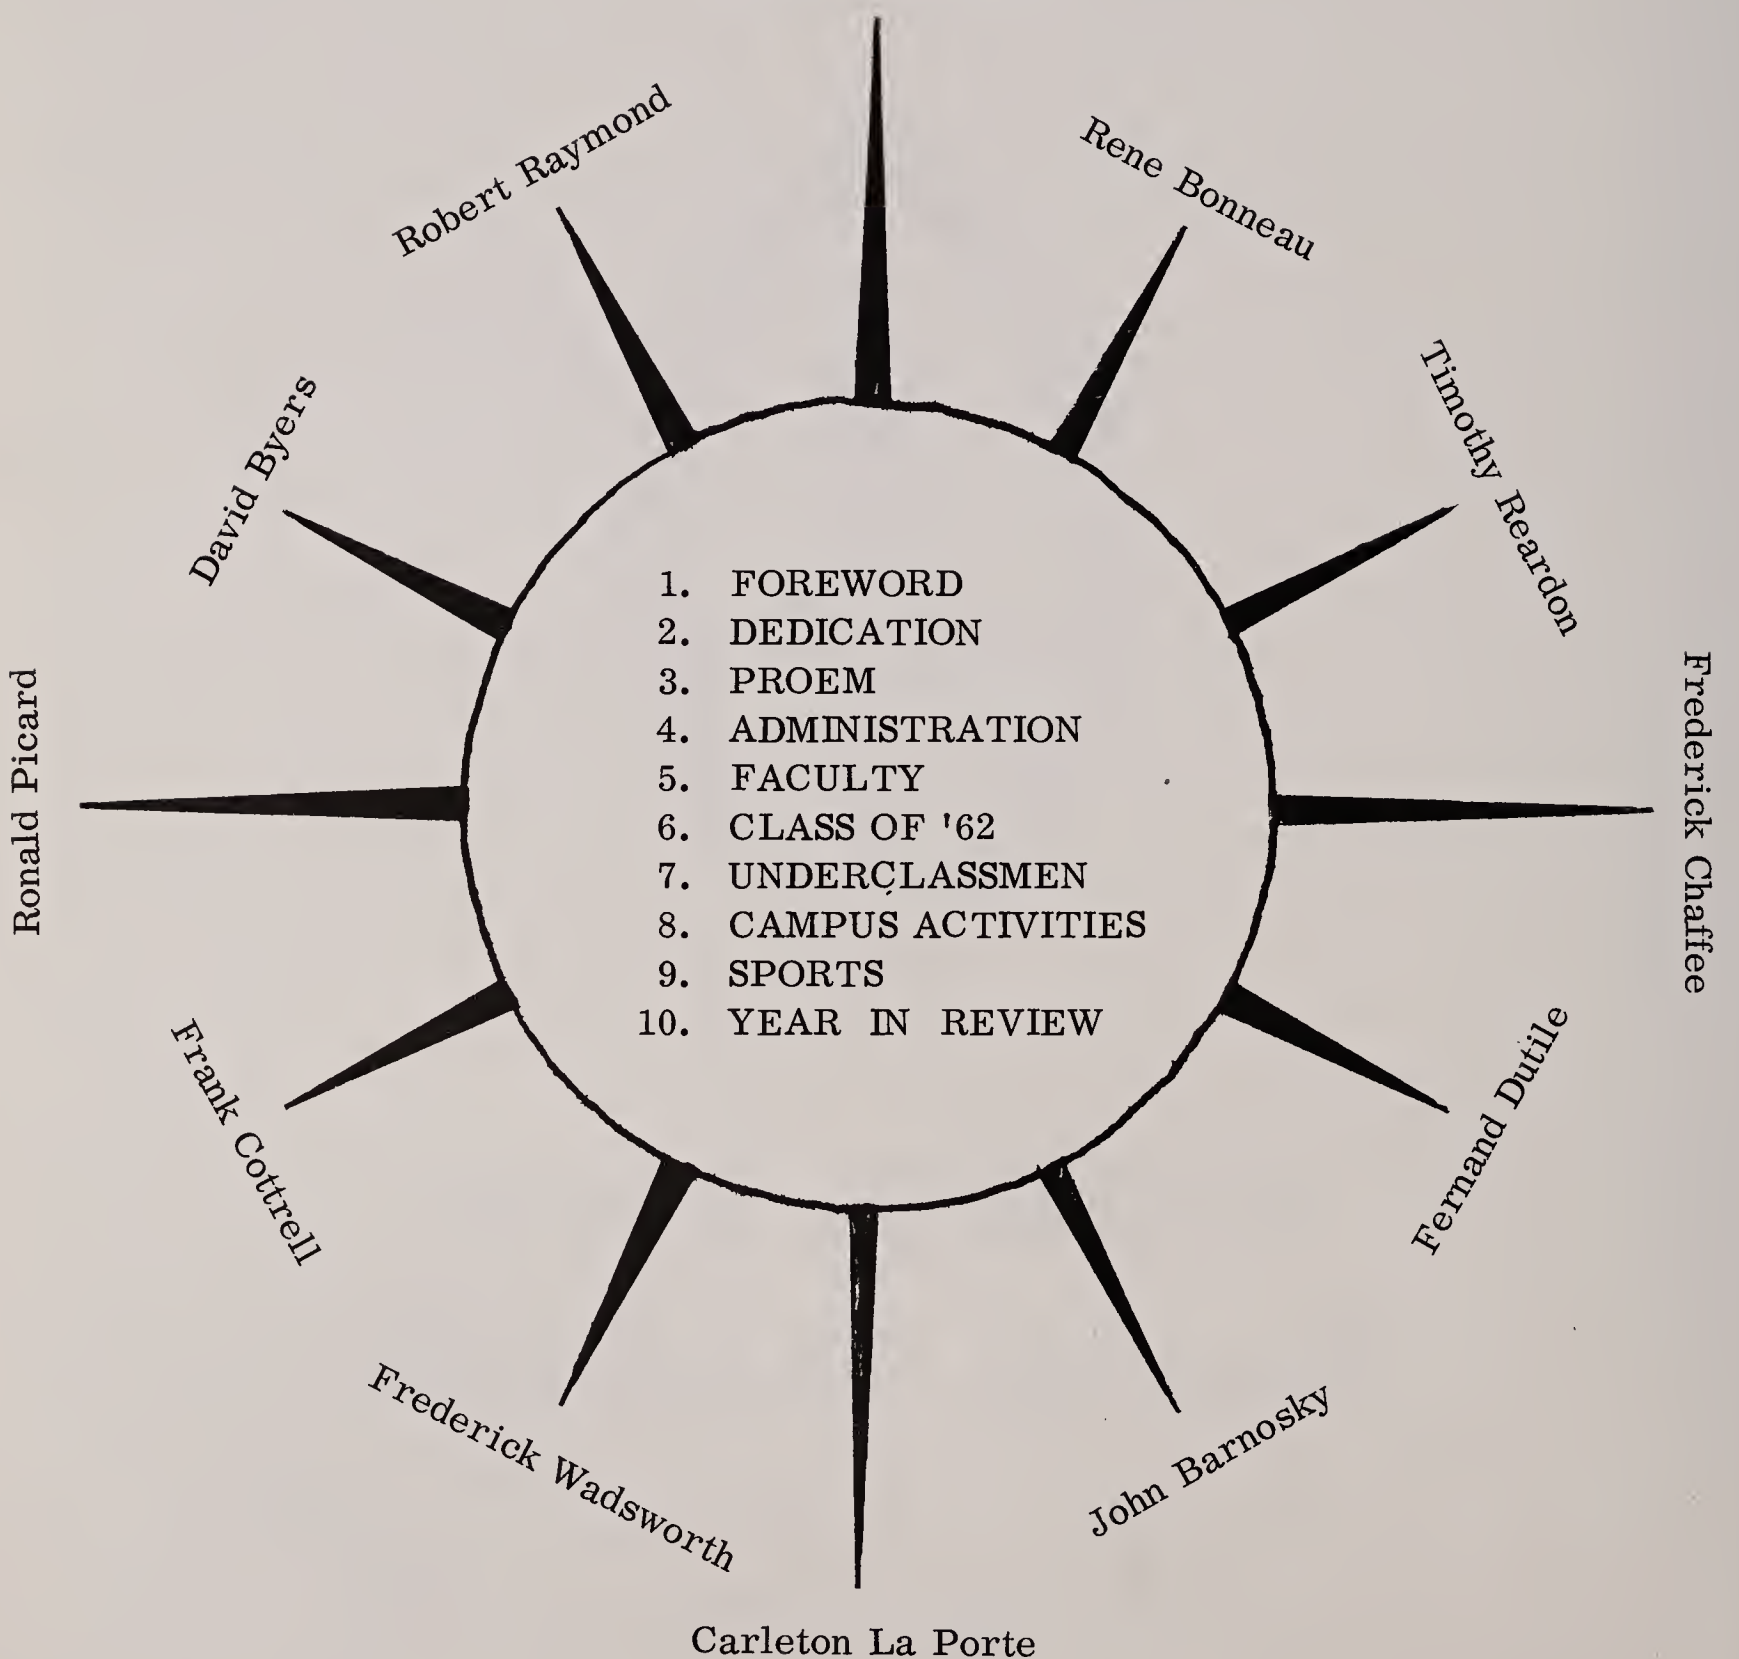 Robert Raymond
Rene Bonneau
Timothy Reardon
David Byers
Ronald Picard
Frederick Chaffee
1. FOREWORD
2. DEDICATION
3. PROEM
4. ADMINISTRATION
5. FACULTY
6. CLASS OF '62
7. UNDERCLASSMEN
8. CAMPUS ACTIVITIES
9. SPORTS
10. YEAR IN REVIEW
Frank Cottrell
Fernand Dutile
Frederick Wadsworth
John Barnosky
Carleton La Porte